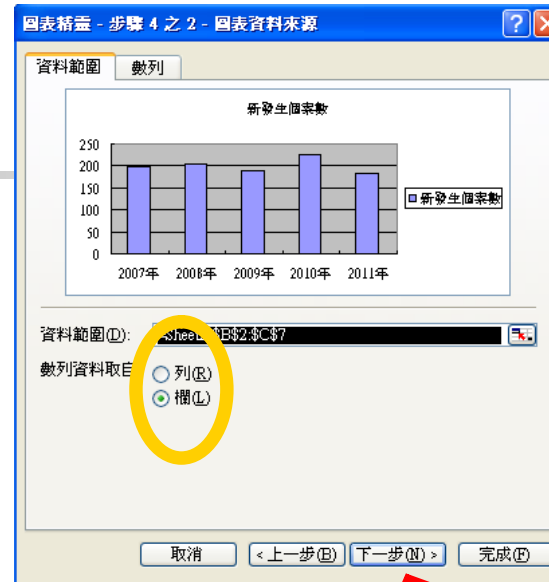 圖表精靈 - 步驟 4 之 2 - 圖表資料來源
資料範圍 數列
新發生個案數
250
200
150
100
50
0
新發生個案數
2007年 2008年 2009年 2010年 2011年
資料範圍(D): $B$2:$C$7
數列資料取自
列(R)
欄(L)
取消 <上一步(B) 下一步(N)> 完成(F)